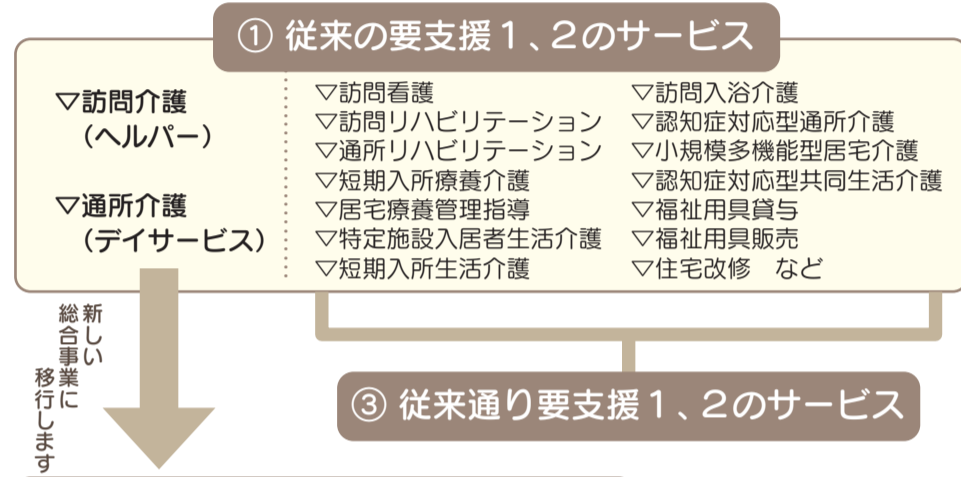 ① 従来の要支援１、２のサービス
▽訪問介護
（ヘルパー）
▽通所介護
（デイサービス）
▽訪問看護
▽訪問リハビリテーション
▽通所リハビリテーション
▽短期入所療養介護
▽居宅療養管理指導
▽特定施設入居者生活介護
▽短期入所生活介護
▽訪問入浴介護
▽認知症対応型通所介護
▽小規模多機能型居宅介護
▽認知症対応型共同生活介護
▽福祉用具貸与
▽福祉用具販売
▽住宅改修　など
新しい
総合事業に
移行します
③ 従来通り要支援１、２のサービス